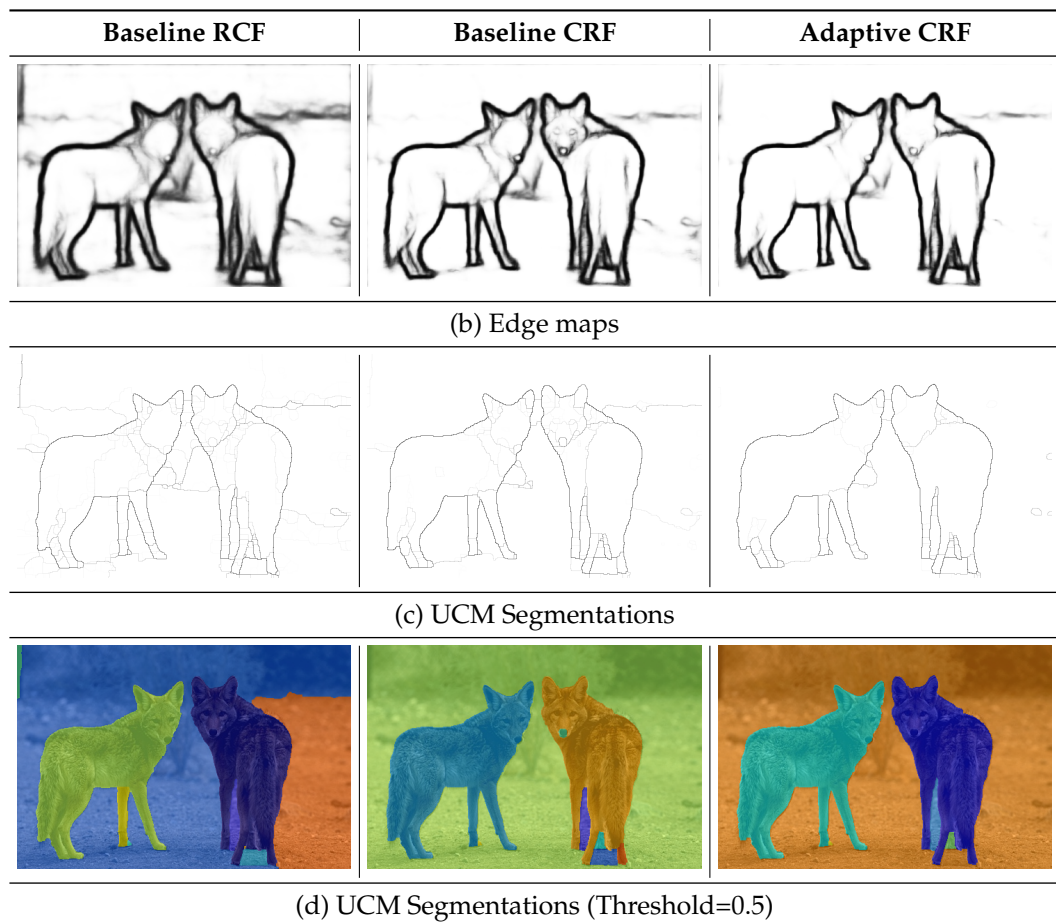 Baseline RCF Baseline CRF Adaptive CRF
(b) Edge maps
(c) UCM Segmentations
(d) UCM Segmentations (Threshold=0.5)